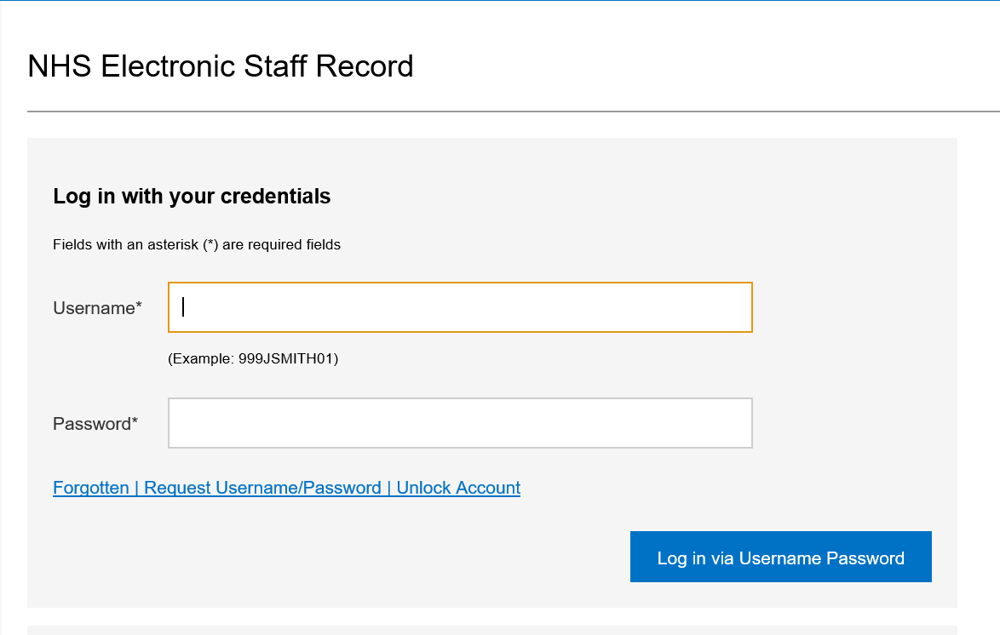 NHS Electronic Staff Record
Log in with your credentials
Fields with an asterisk (*) are required fields
Username*
(Example: 999JSMITH01)
Password*
Forgotten | Request Username/Password | Unlock Account
Log in via Username Password